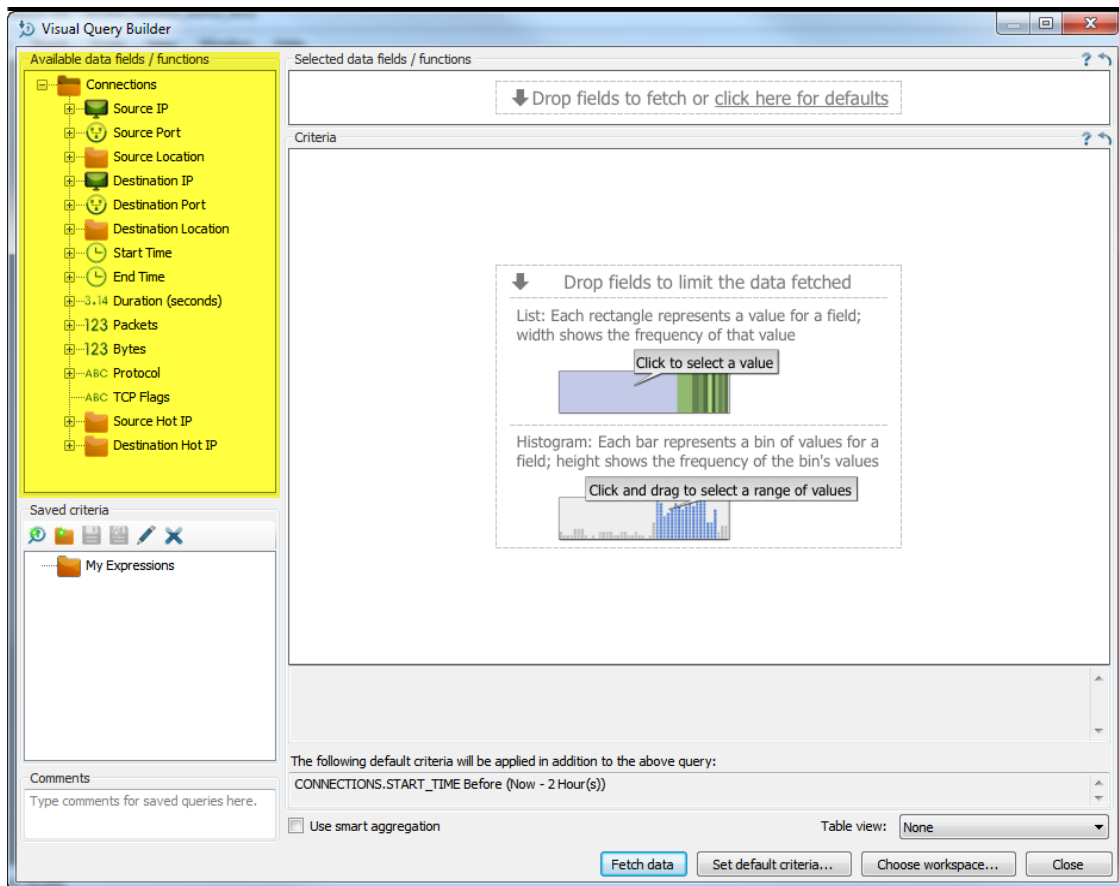 Visual Query Builder
Available data fields / functions
Connections
Source IP
Source Port
Source Location
Destination IP
Destination Port
Destination Location
Start Time
End Time
3.14 Duration (seconds)
123 Packets
123 Bytes
ABC Protocol
ABC TCP Flags
Source Hot IP
Destination Hot IP
Saved criteria
My Expressions
Comments
Type comments for saved queries here.
Selected data fields / functions
Drop fields to fetch or click here for defaults
Criteria
Drop fields to limit the data fetched
List: Each rectangle represents a value for a field;
width shows the frequency of that value
Click to select a value
Histogram: Each bar represents a bin of values for a
field; height shows the frequency of the bin's values
Click and drag to select a range of values
The following default criteria will be applied in addition to the above query:
CONNECTIONS.START_TIME Before (Now - 2 Hour(s))
Use smart aggregation
Table view: None
Fetch data
Set default criteria...
Choose workspace...
Close